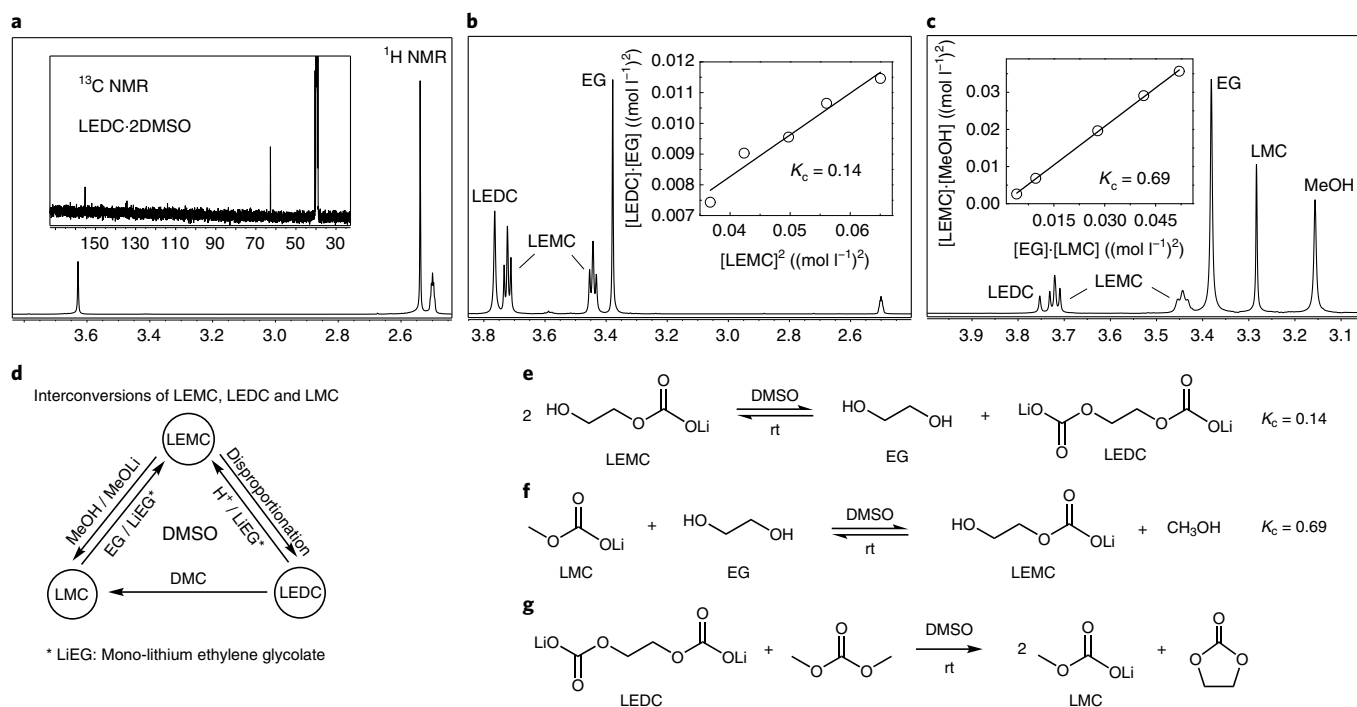 a
¹H NMR
¹³C NMR
LEDC·2DMSO
150 130 110 90 70 50 30
3.6 3.4 3.2 3.0 2.8 2.6
b
EG
LEDC
LEMC
[LEDC]·[EG] ((mol l⁻¹)²)
0.012
0.011
0.010
0.009
0.008
0.007
Kc = 0.14
0.04 0.05 0.06
[LEMC]² ((mol l⁻¹)²)
3.8 3.6 3.4 3.2 3.0 2.8 2.6
c
[LEMC]·[MeOH] ((mol l⁻¹)²)
0.03
0.02
0.01
0.00
Kc = 0.69
0.015 0.030 0.045
[EG]·[LMC] ((mol l⁻¹)²)
EG
LMC
MeOH
LEDC
LEMC
3.9 3.8 3.7 3.6 3.5 3.4 3.3 3.2 3.1
d
Interconversions of LEMC, LEDC and LMC
LEMC
MeOH / MeOLi
EG / LiEG*
Disproportionation
H⁺ / LiEG*
DMSO
LMC
DMC
LEDC
* LiEG: Mono-lithium ethylene glycolate
e
2 HO O O OLi
DMSO
rt
HO OH
+
LiO O O O O OLi
Kc = 0.14
LEMC
EG
LEDC
f
O O OLi
+
HO OH
DMSO
rt
HO O O OLi
+ CH₃OH
Kc = 0.69
LMC
EG
LEMC
g
LiO O O O O OLi
+
O O O
DMSO
rt
2 O O OLi
+
O O O
LEDC
LMC